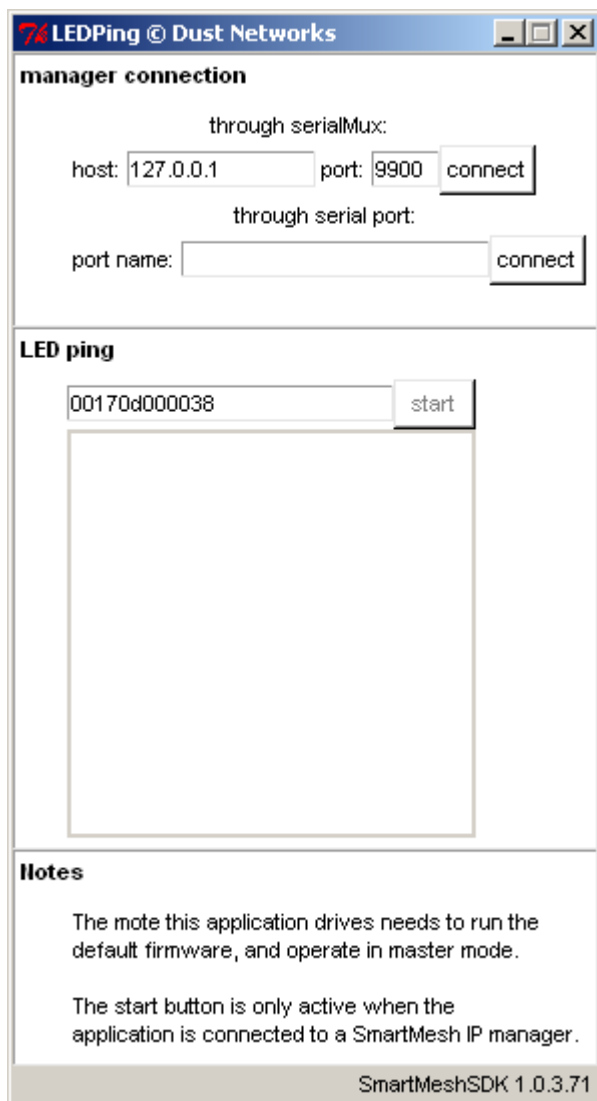 LEDPing © Dust Networks
manager connection
through serialMux:
host: 127.0.0.1 port: 9900 connect
through serial port:
port name: connect
LED ping
00170d000038 start
Notes
The mote this application drives needs to run the
default firmware, and operate in master mode.
The start button is only active when the
application is connected to a SmartMesh IP manager.
SmartMeshSDK 1.0.3.71